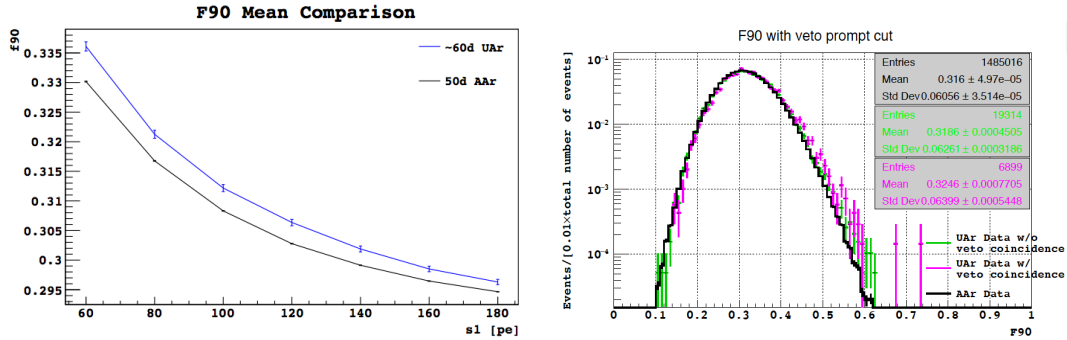 F90 Mean Comparison
f90
~60d UAr
50d AAr
0.335
0.33
0.325
0.32
0.315
0.31
0.305
0.3
0.295
60 80 100 120 140 160 180
s1 [pe]
F90 with veto prompt cut
Events/[0.01×total number of events]
10⁻¹
10⁻²
10⁻³
10⁻⁴
Entries 1485016
Mean 0.316 ± 4.97e−05
Std Dev 0.06056 ± 3.514e−05
Entries 19314
Mean 0.3186 ± 0.0004505
Std Dev 0.06261 ± 0.0003186
Entries 6899
Mean 0.3246 ± 0.0007705
Std Dev 0.06399 ± 0.0005448
UAr Data w/o
veto coincidence
UAr Data w/
veto coincidence
AAr Data
0 0.1 0.2 0.3 0.4 0.5 0.6 0.7 0.8 0.9 1
F90